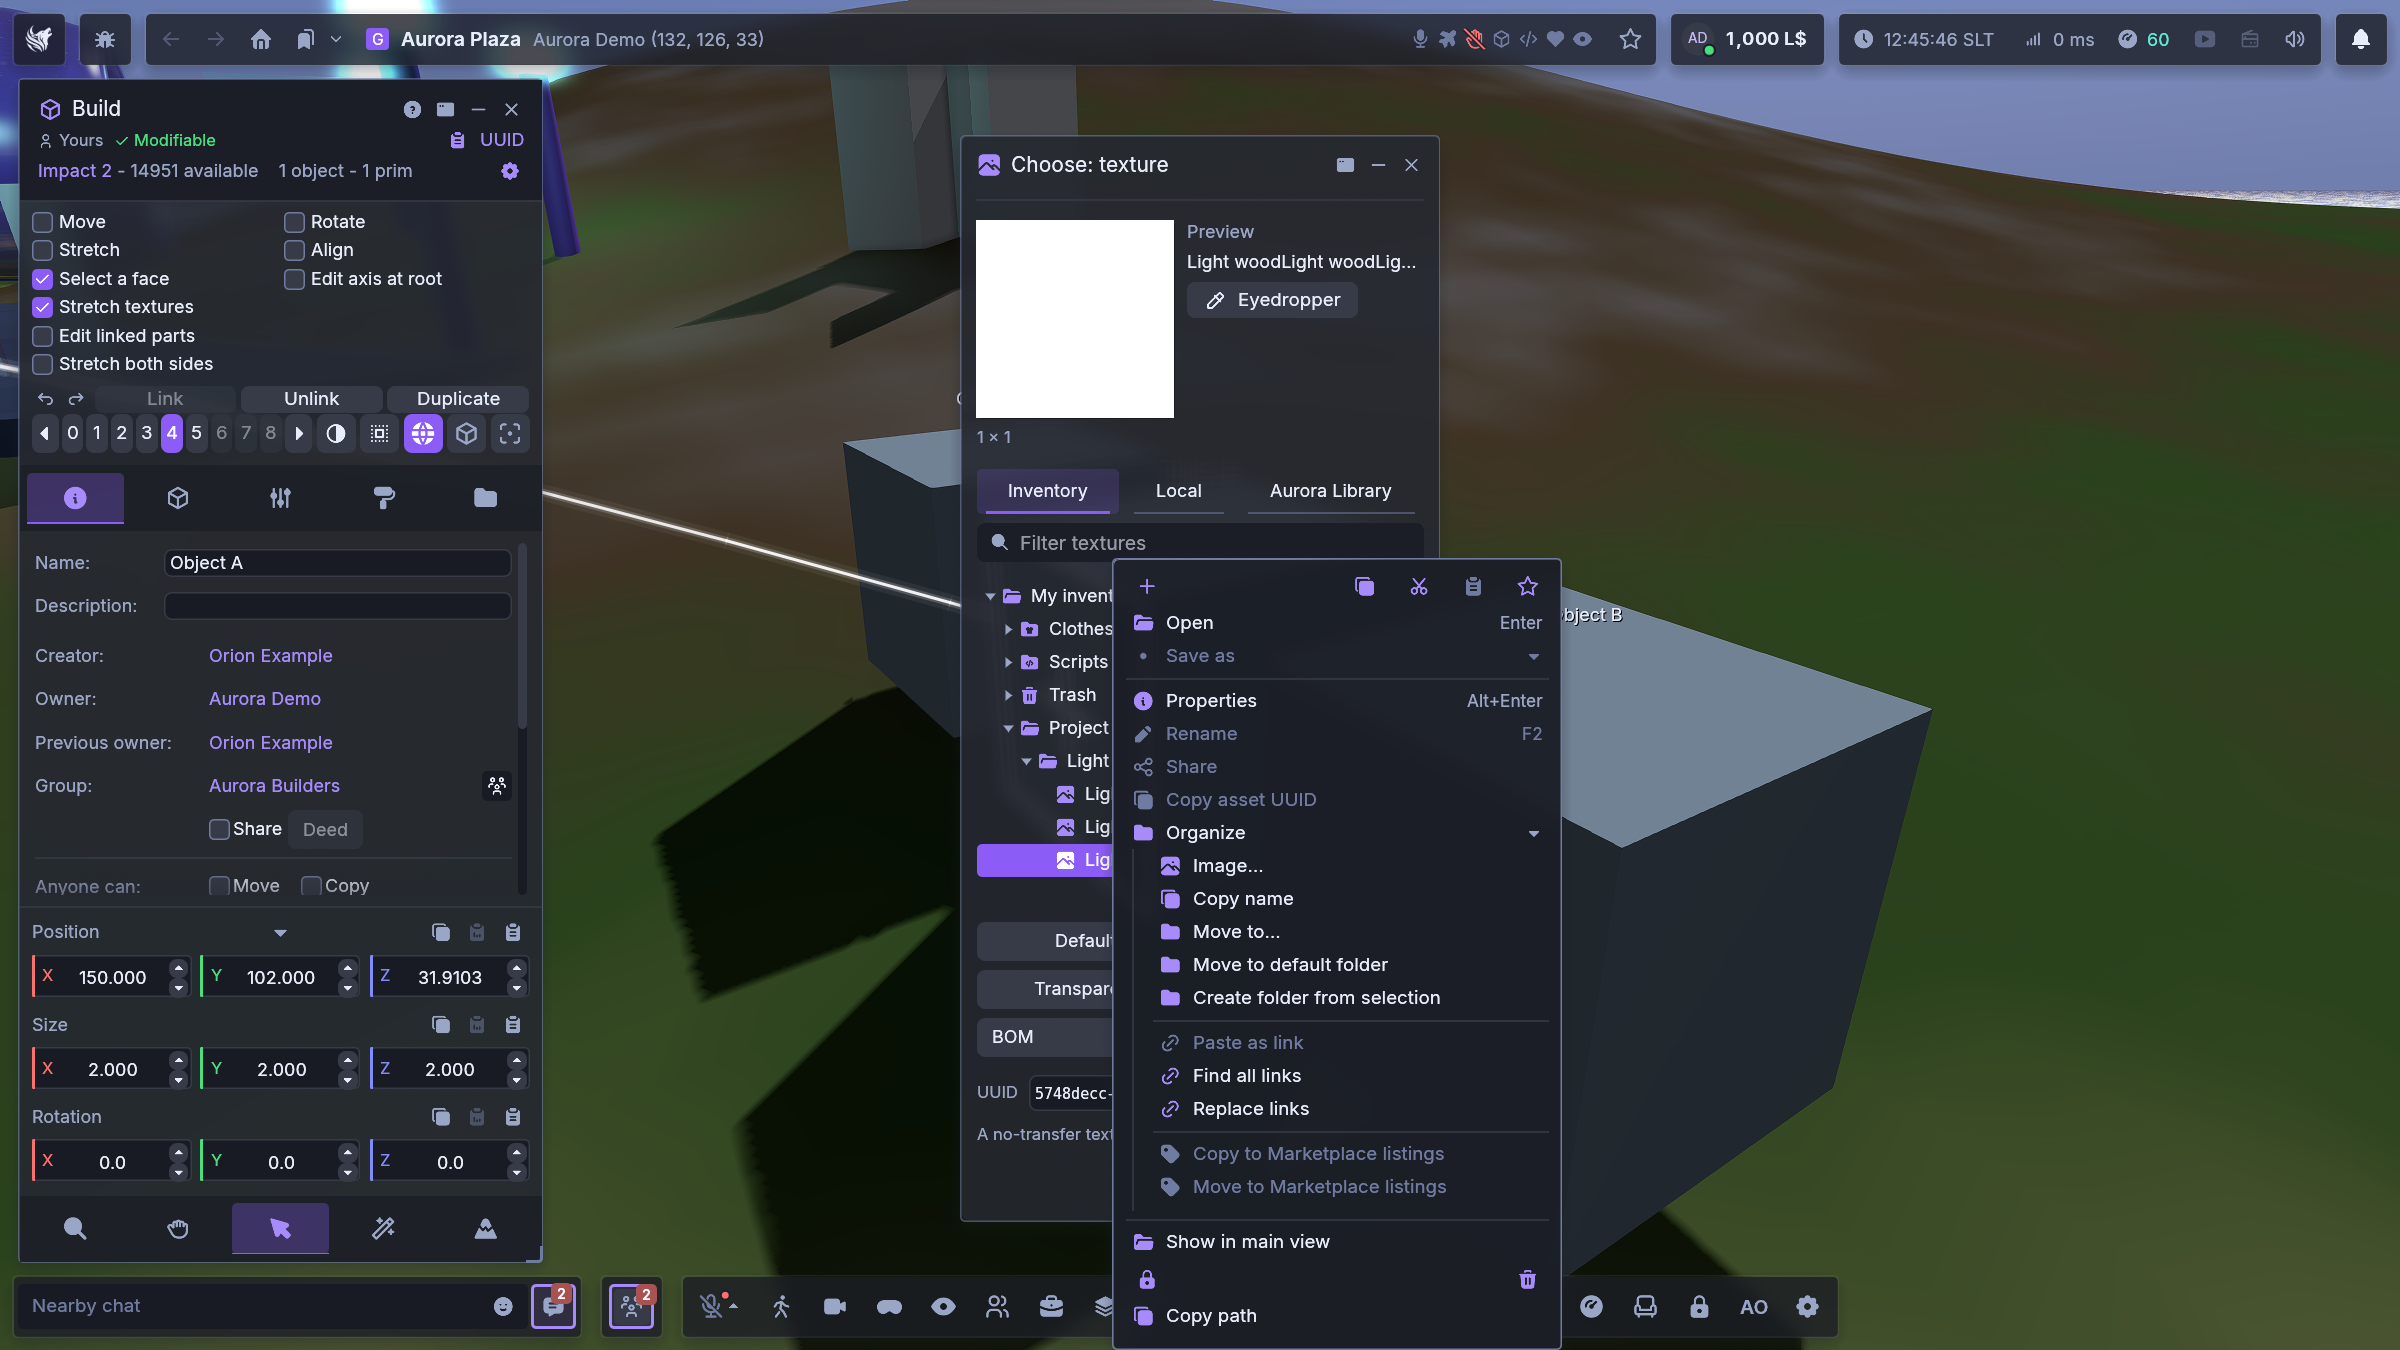 G Aurora Plaza Aurora Demo (132, 126, 33)
AD 1,000 L$
12:45:46 SLT 0 ms 60
Build
Yours Modifiable UUID
Impact 2 - 14951 available 1 object - 1 prim
Move Rotate
Stretch Align
Select a face Edit axis at root
Stretch textures
Edit linked parts
Stretch both sides
Link Unlink Duplicate
0 1 2 3 4 5 6 7 8
Name: Object A
Description:
Creator: Orion Example
Owner: Aurora Demo
Previous owner: Orion Example
Group: Aurora Builders
Share Deed
Anyone can: Move Copy
Position
X 150.000 Y 102.000 Z 31.9103
Size
X 2.000 Y 2.000 Z 2.000
Rotation
X 0.0 Y 0.0 Z 0.0
Choose: texture
Preview
Light woodLight woodLig...
Eyedropper
1 × 1
Inventory Local Aurora Library
Filter textures
My invent
Clothes
Scripts
Trash
Project
Light
Lig
Lig
Lig
Default
Transpare
BOM
UUID 5748decc-
A no-transfer text
Open Enter
Save as
Properties Alt+Enter
Rename F2
Share
Copy asset UUID
Organize
Image...
Copy name
Move to...
Move to default folder
Create folder from selection
Paste as link
Find all links
Replace links
Copy to Marketplace listings
Move to Marketplace listings
Show in main view
Copy path
bject B
Nearby chat 2 2 AO